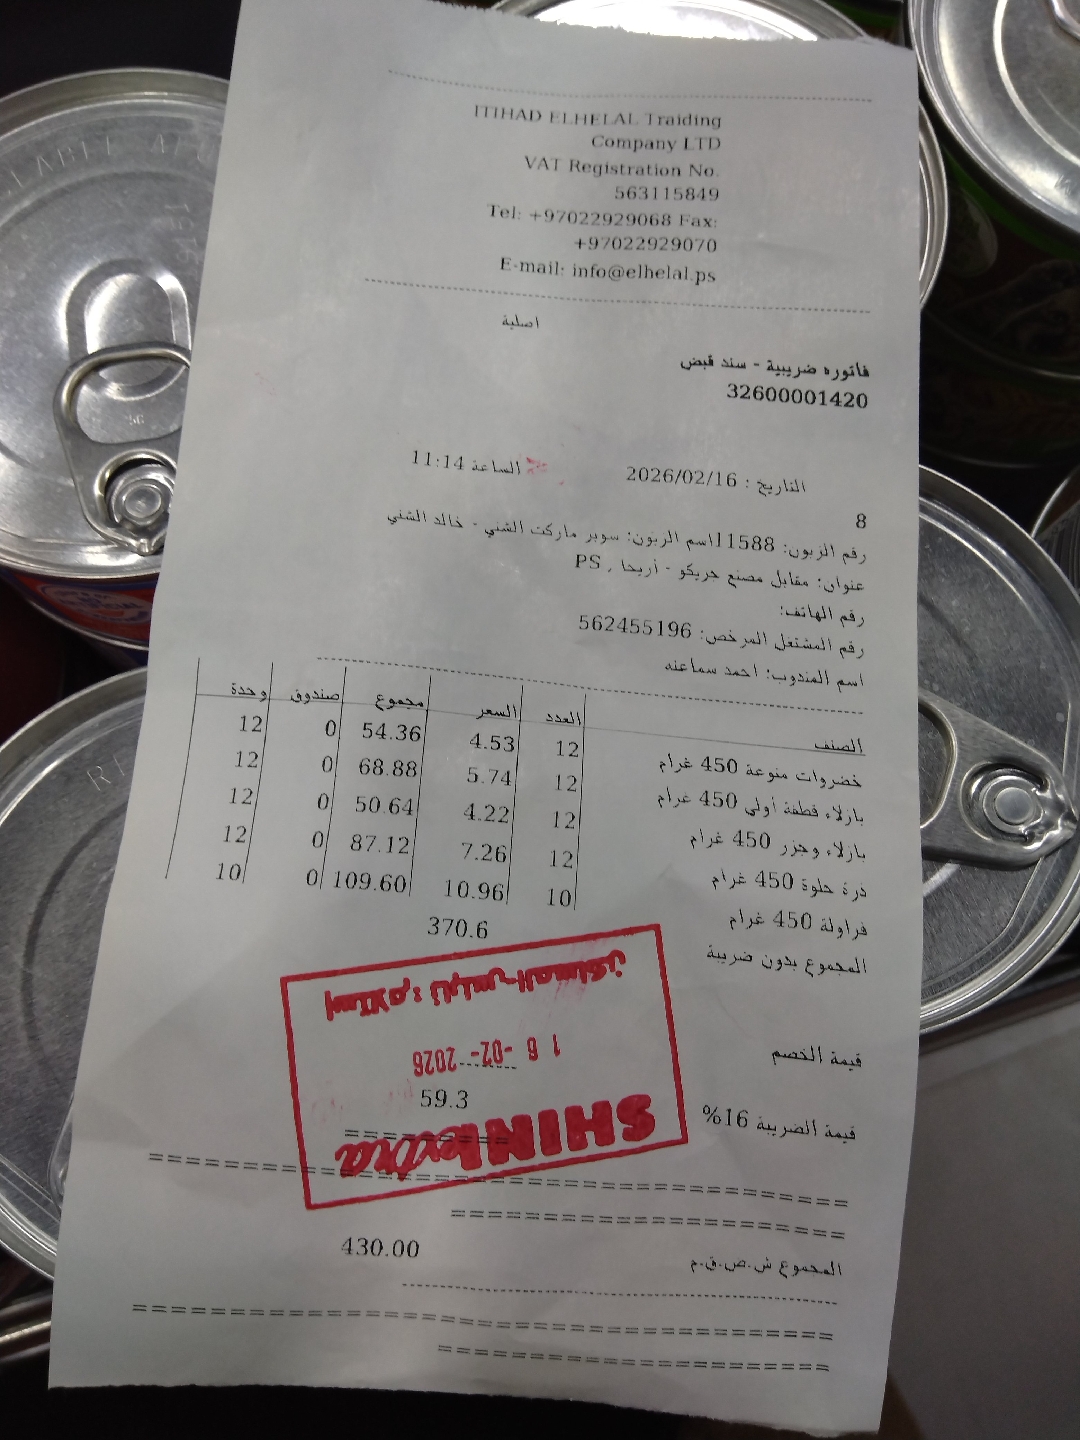 ITIHAD ELHELAL Traiding
Company LTD
VAT Registration No.
563115849
Tel: +97022929068 Fax:
+97022929070
E-mail: info@elhelal.ps
اصلية
فاتوره ضريبية - سند قبض
32600001420
التاريخ : 2026/02/16 الساعة 11:14
8
رقم الزبون: 11588اسم الزبون: سوبر ماركت الشني - خالد الشني
عنوان: مقابل مصنع جريكو - أريحا , PS
رقم الهاتف:
رقم المشتغل المرخص: 562455196
اسم المندوب: احمد سماعنه
الصنف العدد السعر مجموع صندوق وحدة
خضروات منوعة 450 غرام 12 4.53 54.36 0 12
بازلاء قطفة أولى 450 غرام 12 5.74 68.88 0 12
بازلاء وجزر 450 غرام 12 4.22 50.64 0 12
ذرة حلوة 450 غرام 12 7.26 87.12 0 12
فراولة 450 غرام 10 10.96 109.60 0 10
المجموع بدون ضريبة 370.6
قيمة الخصم
قيمة الضريبة 16% 59.3
المجموع ش.ض.ق.م 430.00
SHINI extra
16 -02- 2026
إستلام : نابلس-المساكن